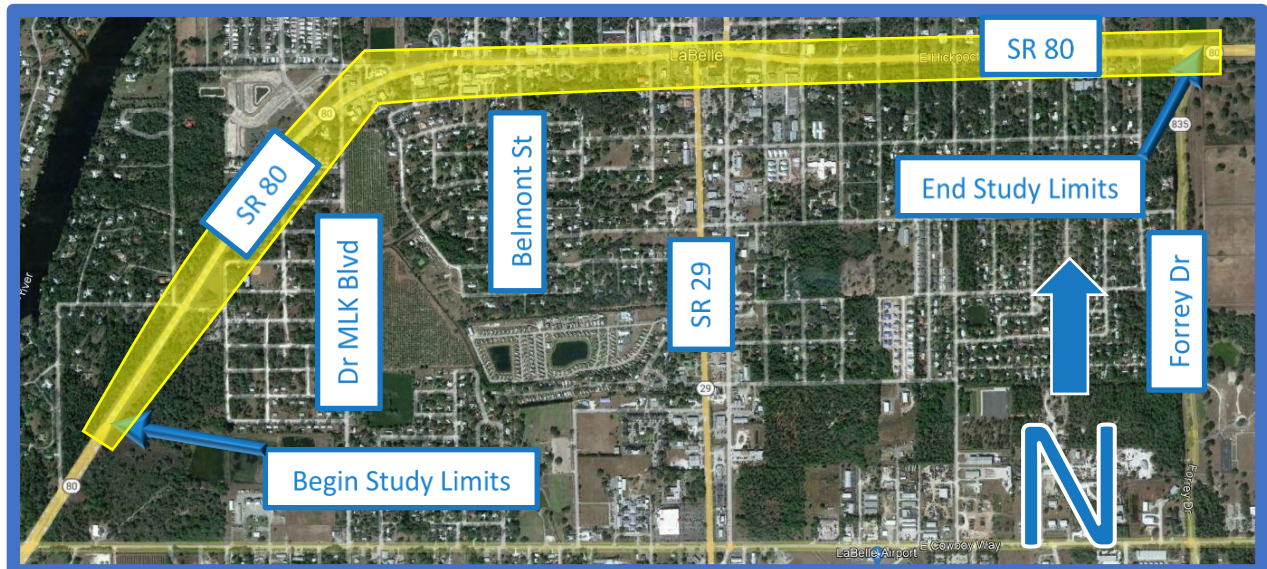 SR 80
LaBelle
E Hickpoc
80
80
835
SR 80
Belmont St
End Study Limits
Dr MLK Blvd
SR 29
Forrey Dr
river
29
Begin Study Limits
80
N
Forrey Dr
LaBelle Airport
E Cowboy Way